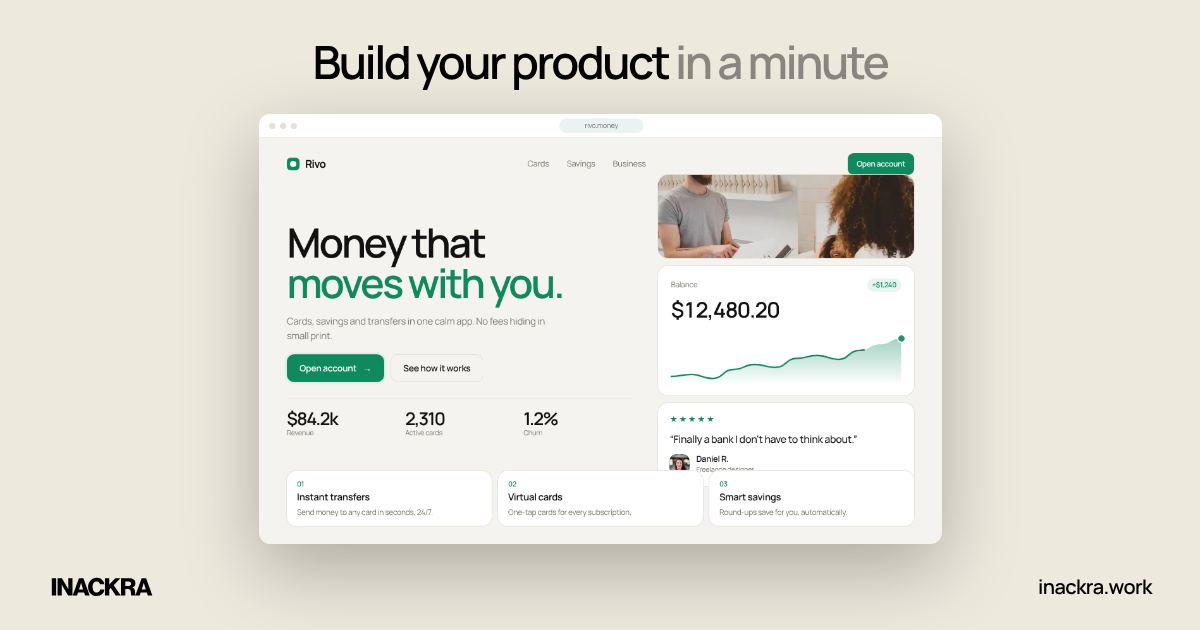 Build your product in a minute
rivo.money
Rivo
Cards
Savings
Business
Open account
Money that
moves with you.
Cards, savings and transfers in one calm app. No fees hiding in
small print.
Open account →
See how it works
$84.2k
Revenue
2,310
Active cards
1.2%
Churn
Balance
+$1,240
$12,480.20
★★★★★
“Finally a bank I don't have to think about.”
Daniel R.
Freelance designer
01
Instant transfers
Send money to any card in seconds, 24/7.
02
Virtual cards
One-tap cards for every subscription.
03
Smart savings
Round-ups save for you, automatically.
INACKRA
inackra.work